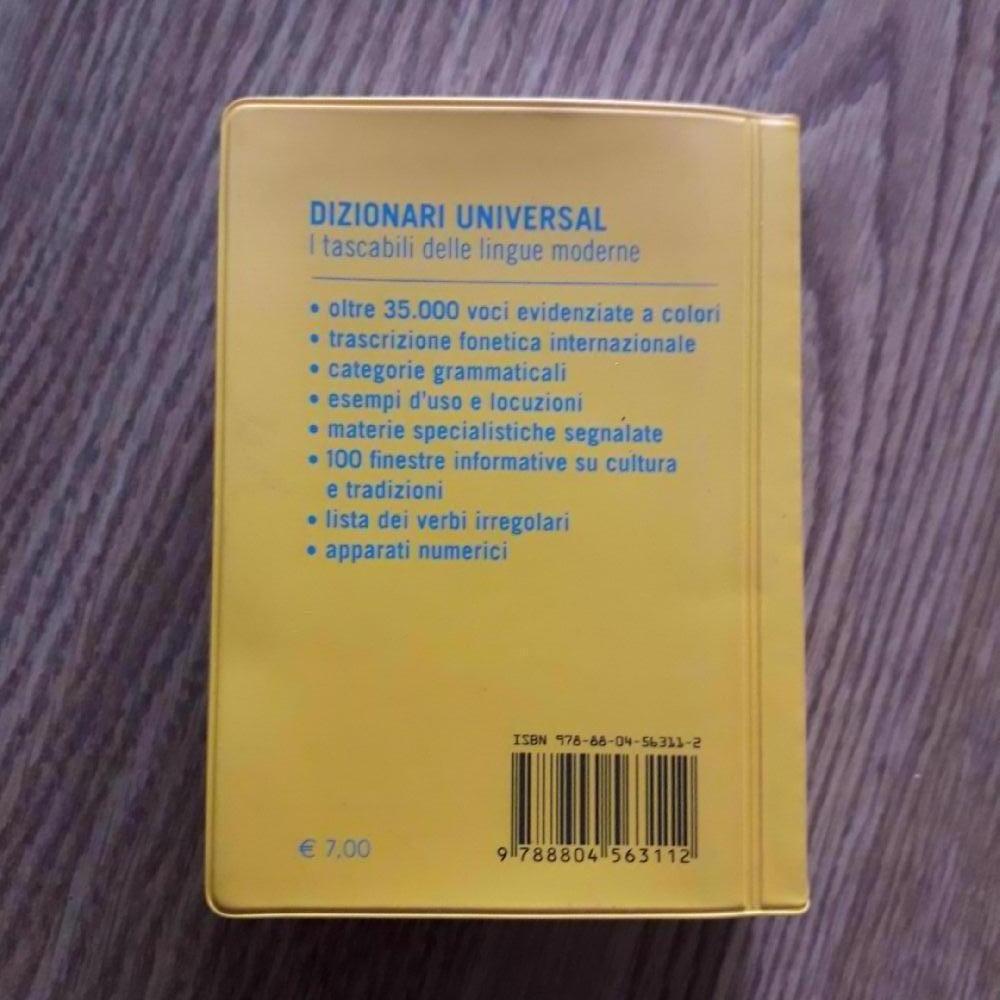 DIZIONARI UNIVERSAL
I tascabili delle lingue moderne
• oltre 35.000 voci evidenziate a colori
• trascrizione fonetica internazionale
• categorie grammaticali
• esempi d'uso e locuzioni
• materie specialistiche segnalate
• 100 finestre informative su cultura
e tradizioni
• lista dei verbi irregolari
• apparati numerici
ISBN 978-88-04-56311-2
€ 7,00
9 788804 563112